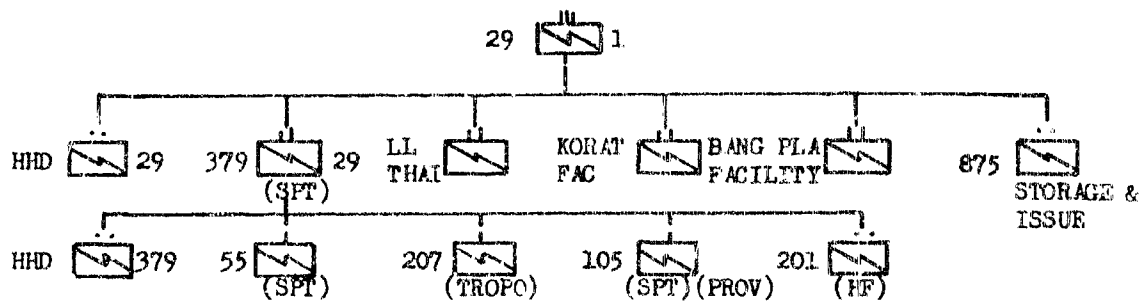 29 1
HHD 29 379 29 LL KORAT BANG PLA
THAI FAC FACILITY 875
(SPT) STORAGE &
ISSUE
HHD 379 55 207 105 201
(SPT) (TROPO) (SPT)(PROV) (HF)